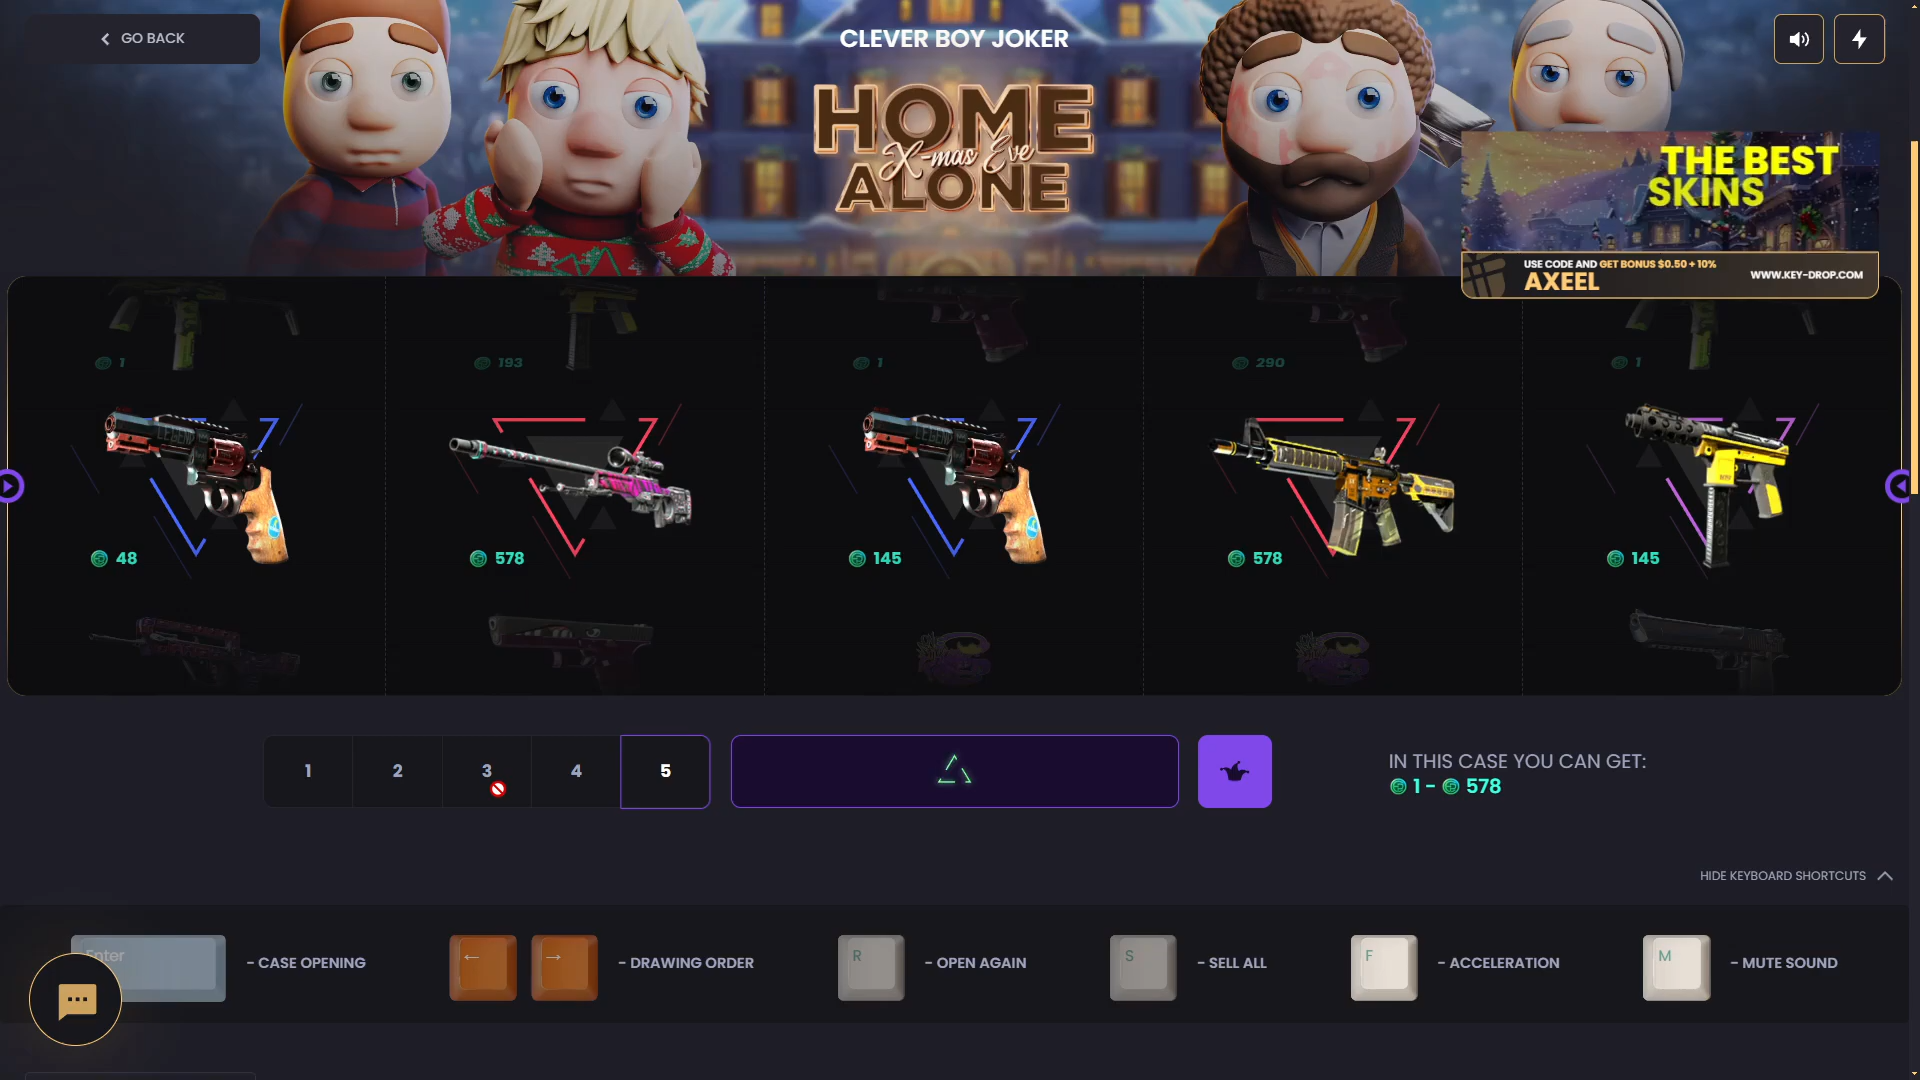 GO BACK
CLEVER BOY JOKER
HOME
X-mas Eve
ALONE
THE BEST
SKINS
USE CODE AND GET BONUS $0.50 + 10%
AXEEL
WWW.KEY-DROP.COM
1
193
1
290
1
LEGEND
LEGEND
48
578
145
578
145
1
2
3
4
5
IN THIS CASE YOU CAN GET:
1 - 578
HIDE KEYBOARD SHORTCUTS
Enter
- CASE OPENING
← →
- DRAWING ORDER
R
- OPEN AGAIN
S
- SELL ALL
F
- ACCELERATION
M
- MUTE SOUND